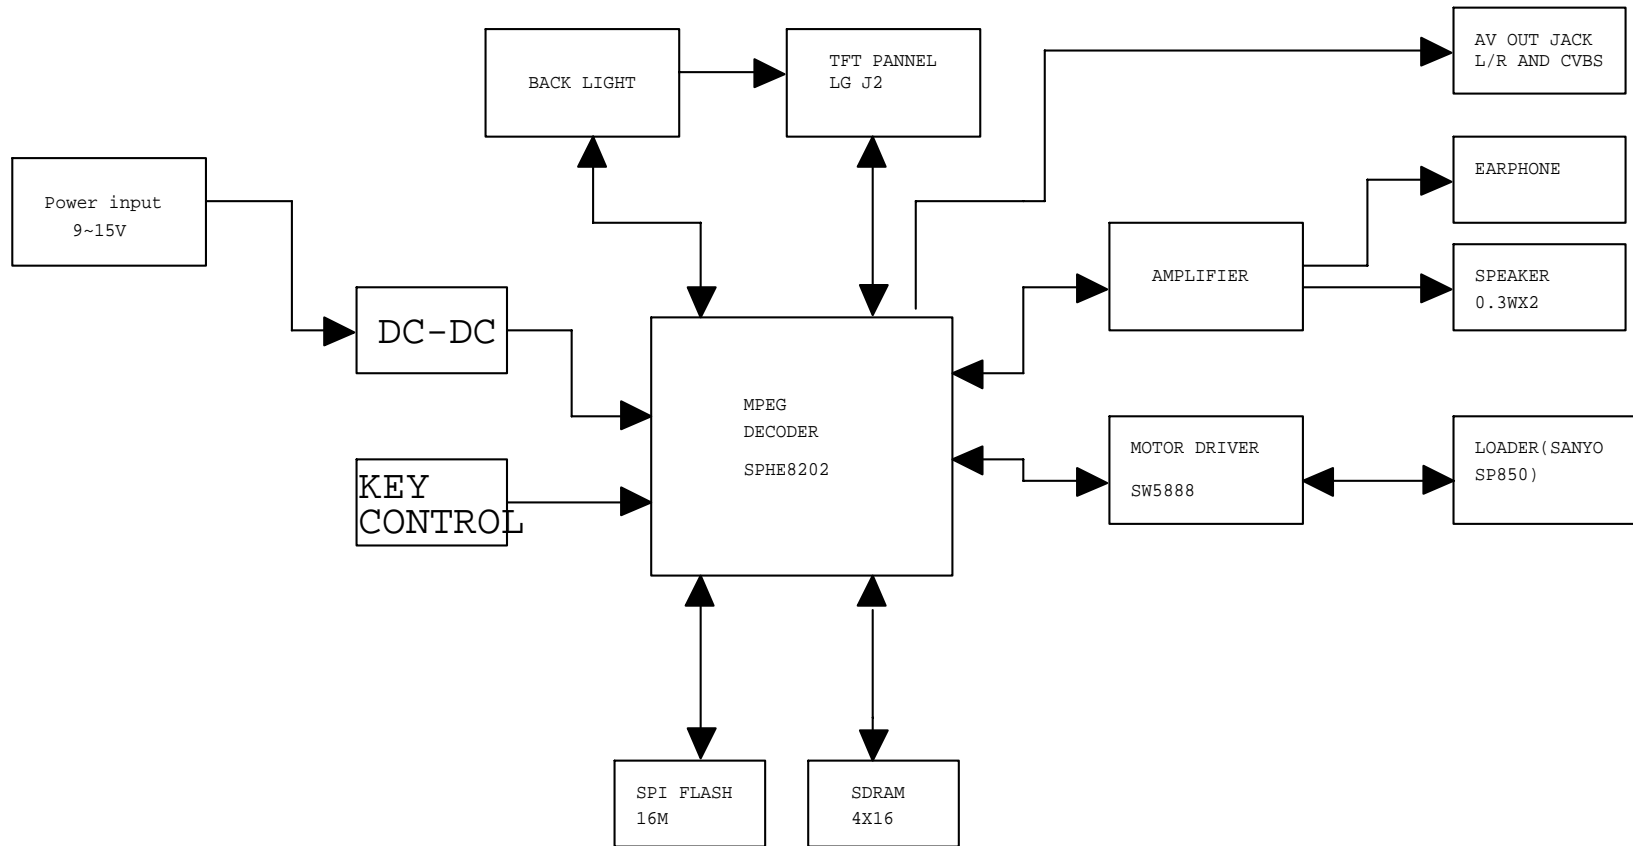 BACK LIGHT
TFT PANNEL
LG J2
AV OUT JACK
L/R AND CVBS
EARPHONE
Power input
9~15V
AMPLIFIER
SPEAKER
0.3WX2
DC-DC
MPEG
DECODER
SPHE8202
MOTOR DRIVER
SW5888
LOADER(SANYO
SP850)
KEY
CONTROL
SPI FLASH
16M
SDRAM
4X16